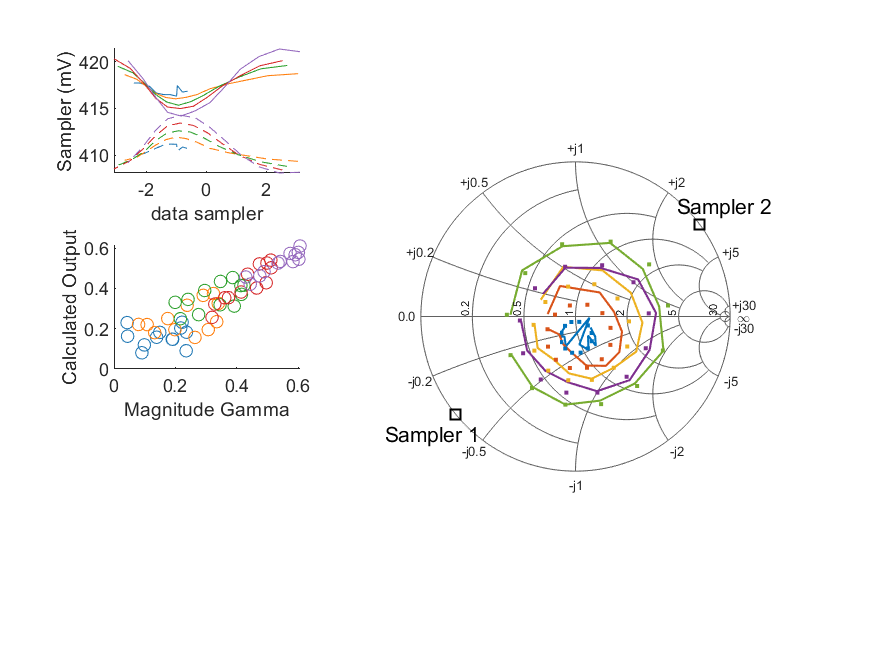 420
415
410
Sampler (mV)
-2 0 2
data sampler
0.6
0.4
0.2
0
Calculated Output
0 0.2 0.4 0.6
Magnitude Gamma
+j1
+j0.5
+j2
Sampler 2
+j0.2
+j5
0.0
0.2
0.5
1
2
5
30
+j30
∞
-j30
-j0.2
-j5
Sampler 1
-j0.5
-j2
-j1